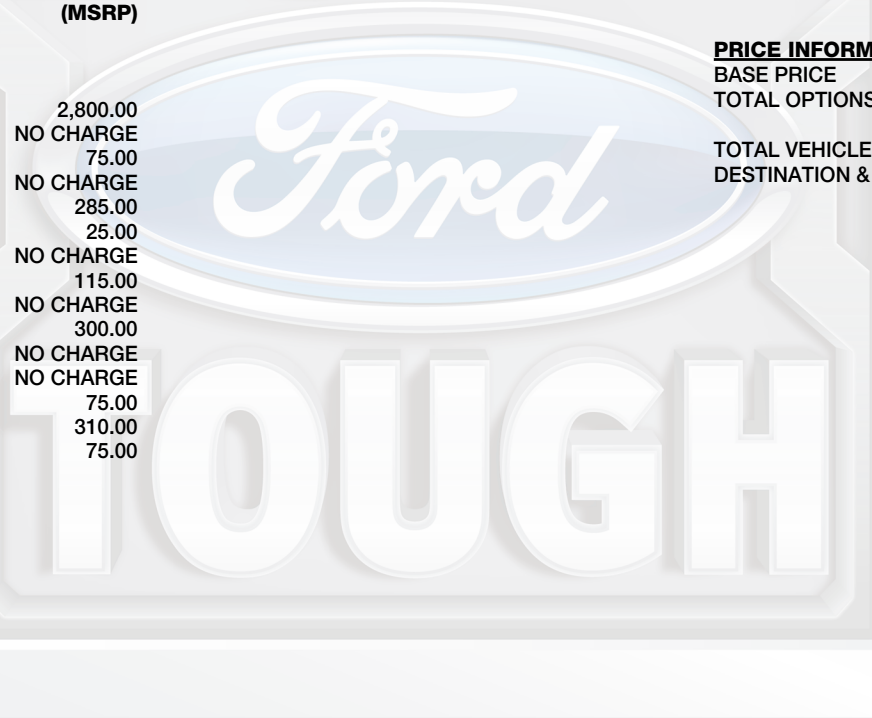 (MSRP)
2,800.00
NO CHARGE
75.00
NO CHARGE
285.00
25.00
NO CHARGE
115.00
NO CHARGE
300.00
NO CHARGE
NO CHARGE
75.00
310.00
75.00
PRICE INFORM
BASE PRICE
TOTAL OPTIONS
TOTAL VEHICLE
DESTINATION &
Ford
TOUGH